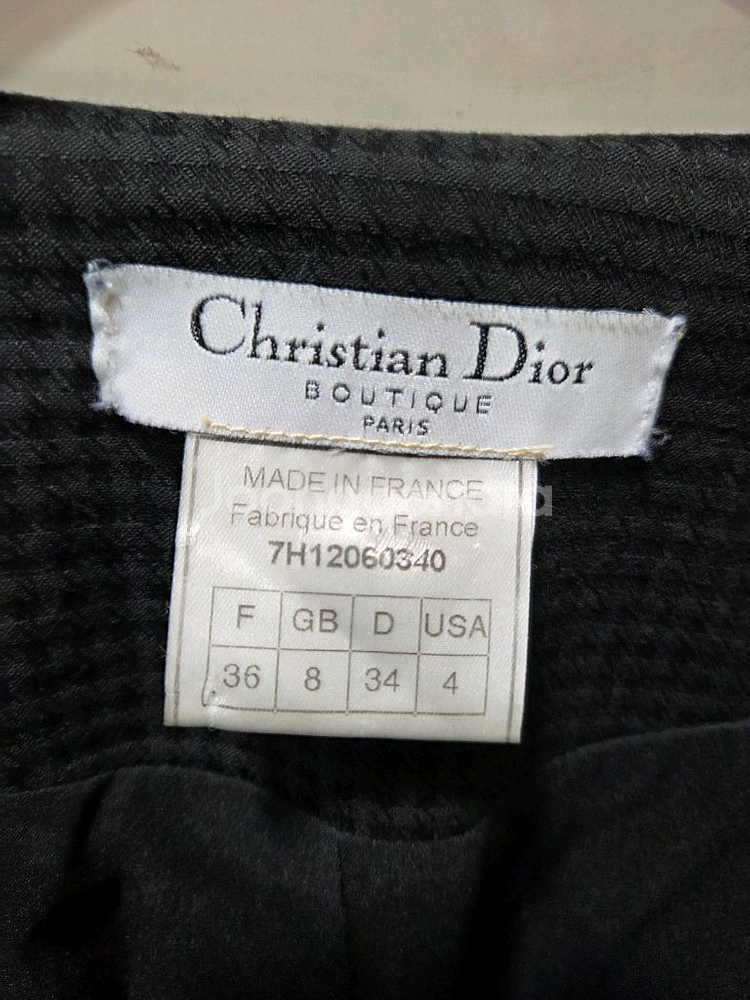 Christian Dior
BOUTIQUE
PARIS
MADE IN FRANCE
Fabrique en France
7H12060340
F GB D USA
36 8 34 4